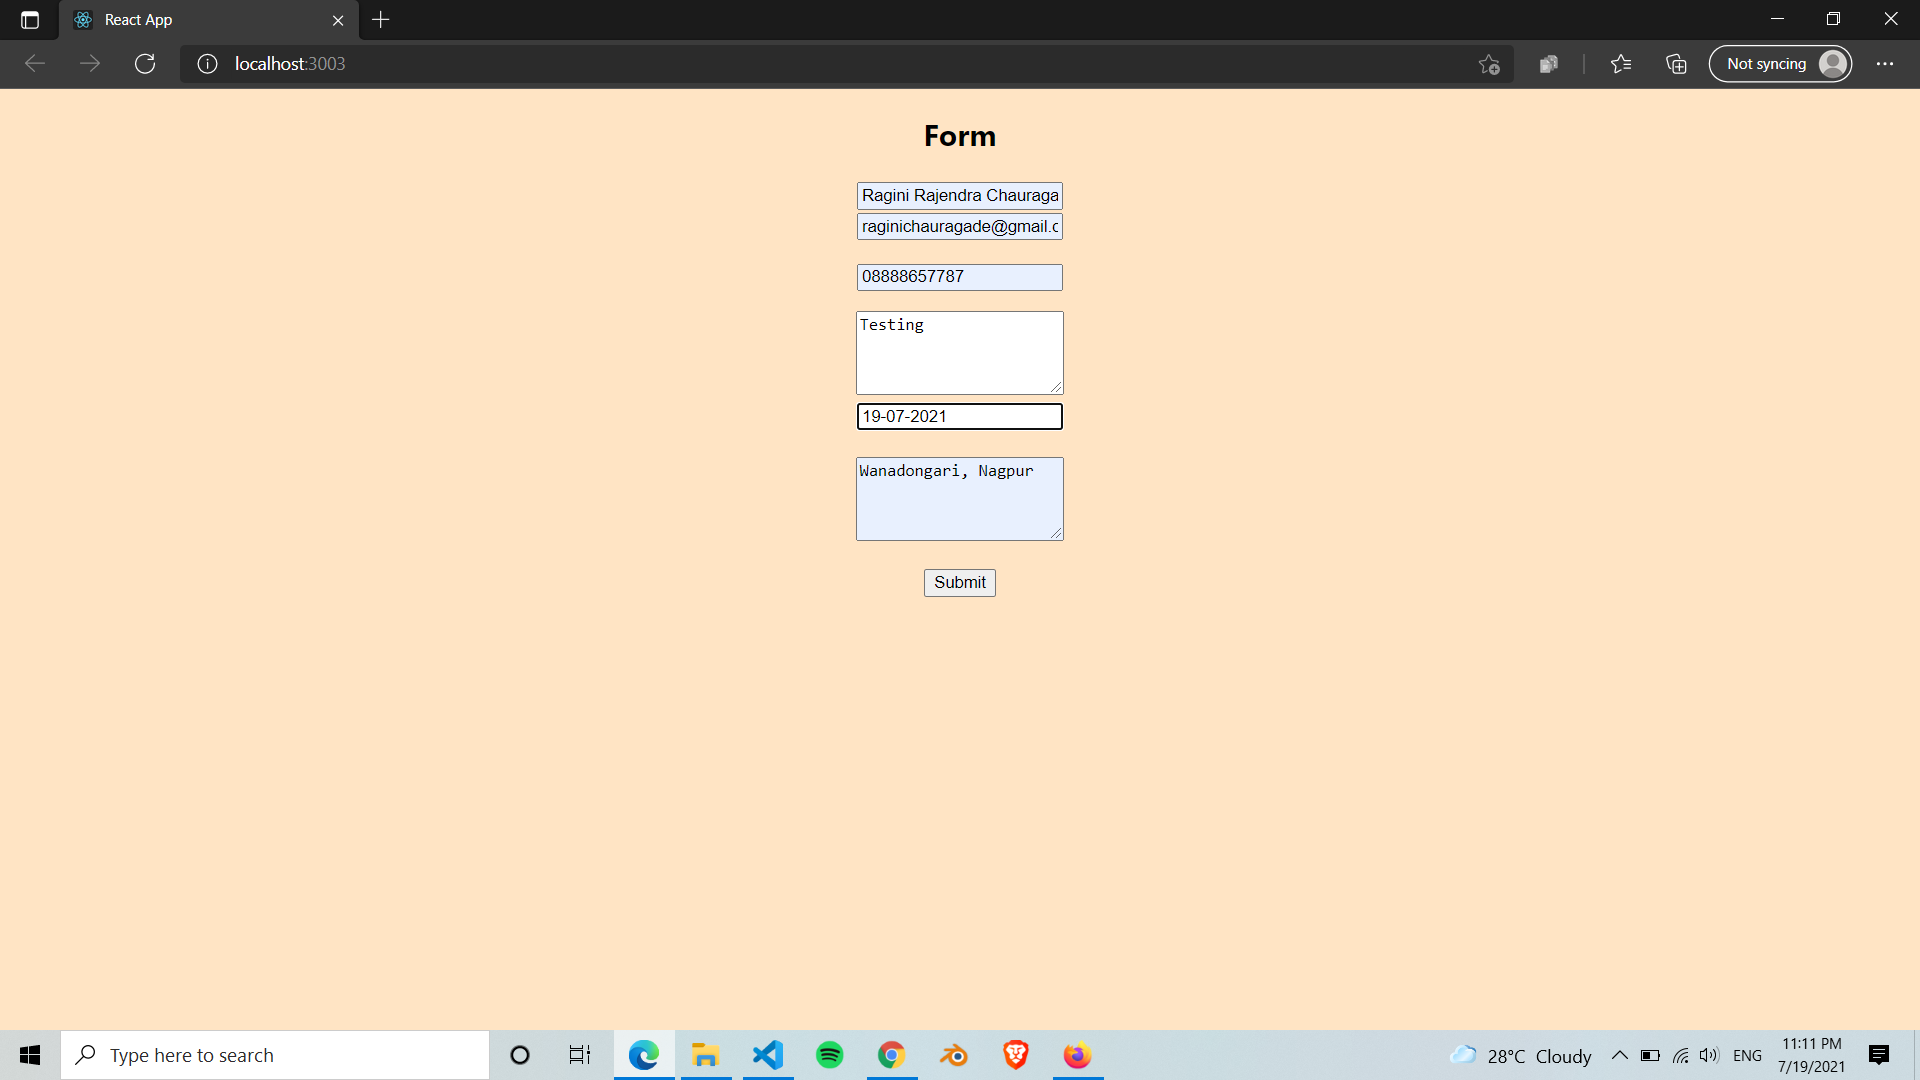 React App
localhost:3003
Not syncing
Form
Ragini Rajendra Chauraga
raginichauragade@gmail.c
08888657787
Testing
19-07-2021
Wanadongari, Nagpur
Submit
Type here to search
28°C Cloudy
ENG
11:11 PM
7/19/2021